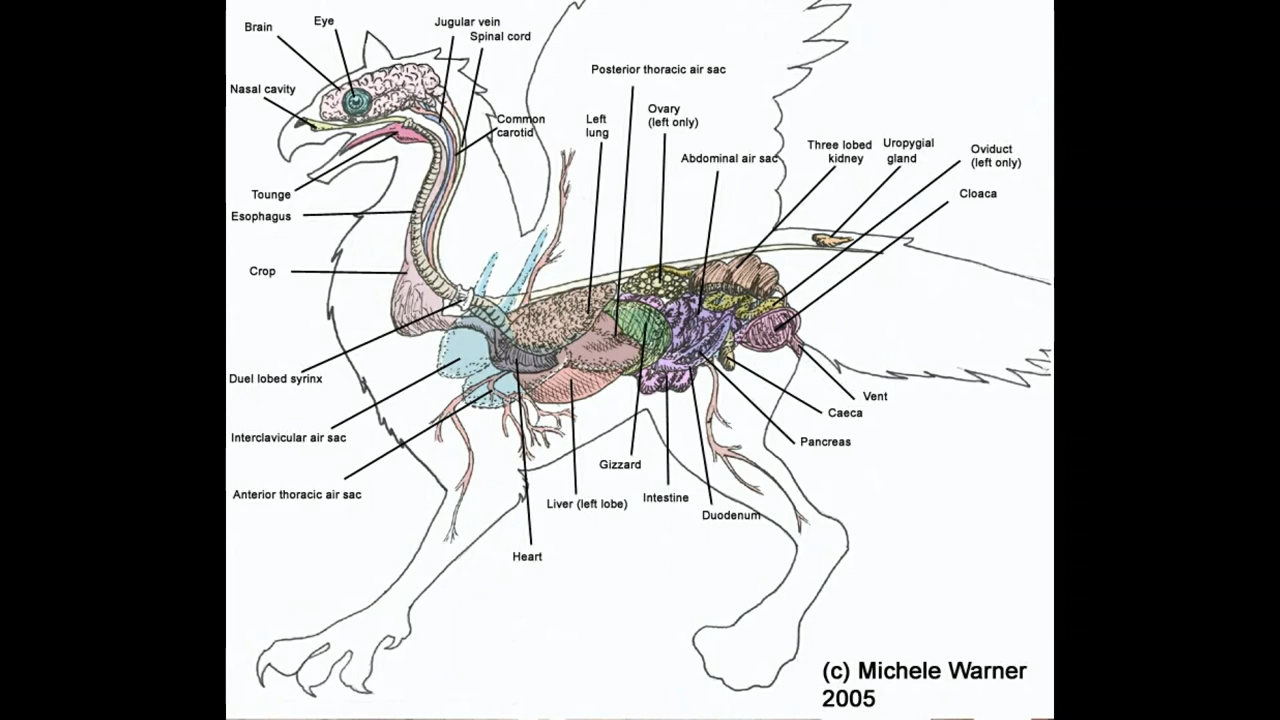 Brain
Eye
Jugular vein
Spinal cord
Nasal cavity
Posterior thoracic air sac
Common
carotid
Left
lung
Ovary
(left only)
Abdominal air sac
Three lobed
kidney
Uropygial
gland
Oviduct
(left only)
Cloaca
Tounge
Esophagus
Crop
Duel lobed syrinx
Interclavicular air sac
Anterior thoracic air sac
Heart
Liver (left lobe)
Gizzard
Intestine
Duodenum
Pancreas
Caeca
Vent
(c) Michele Warner
2005